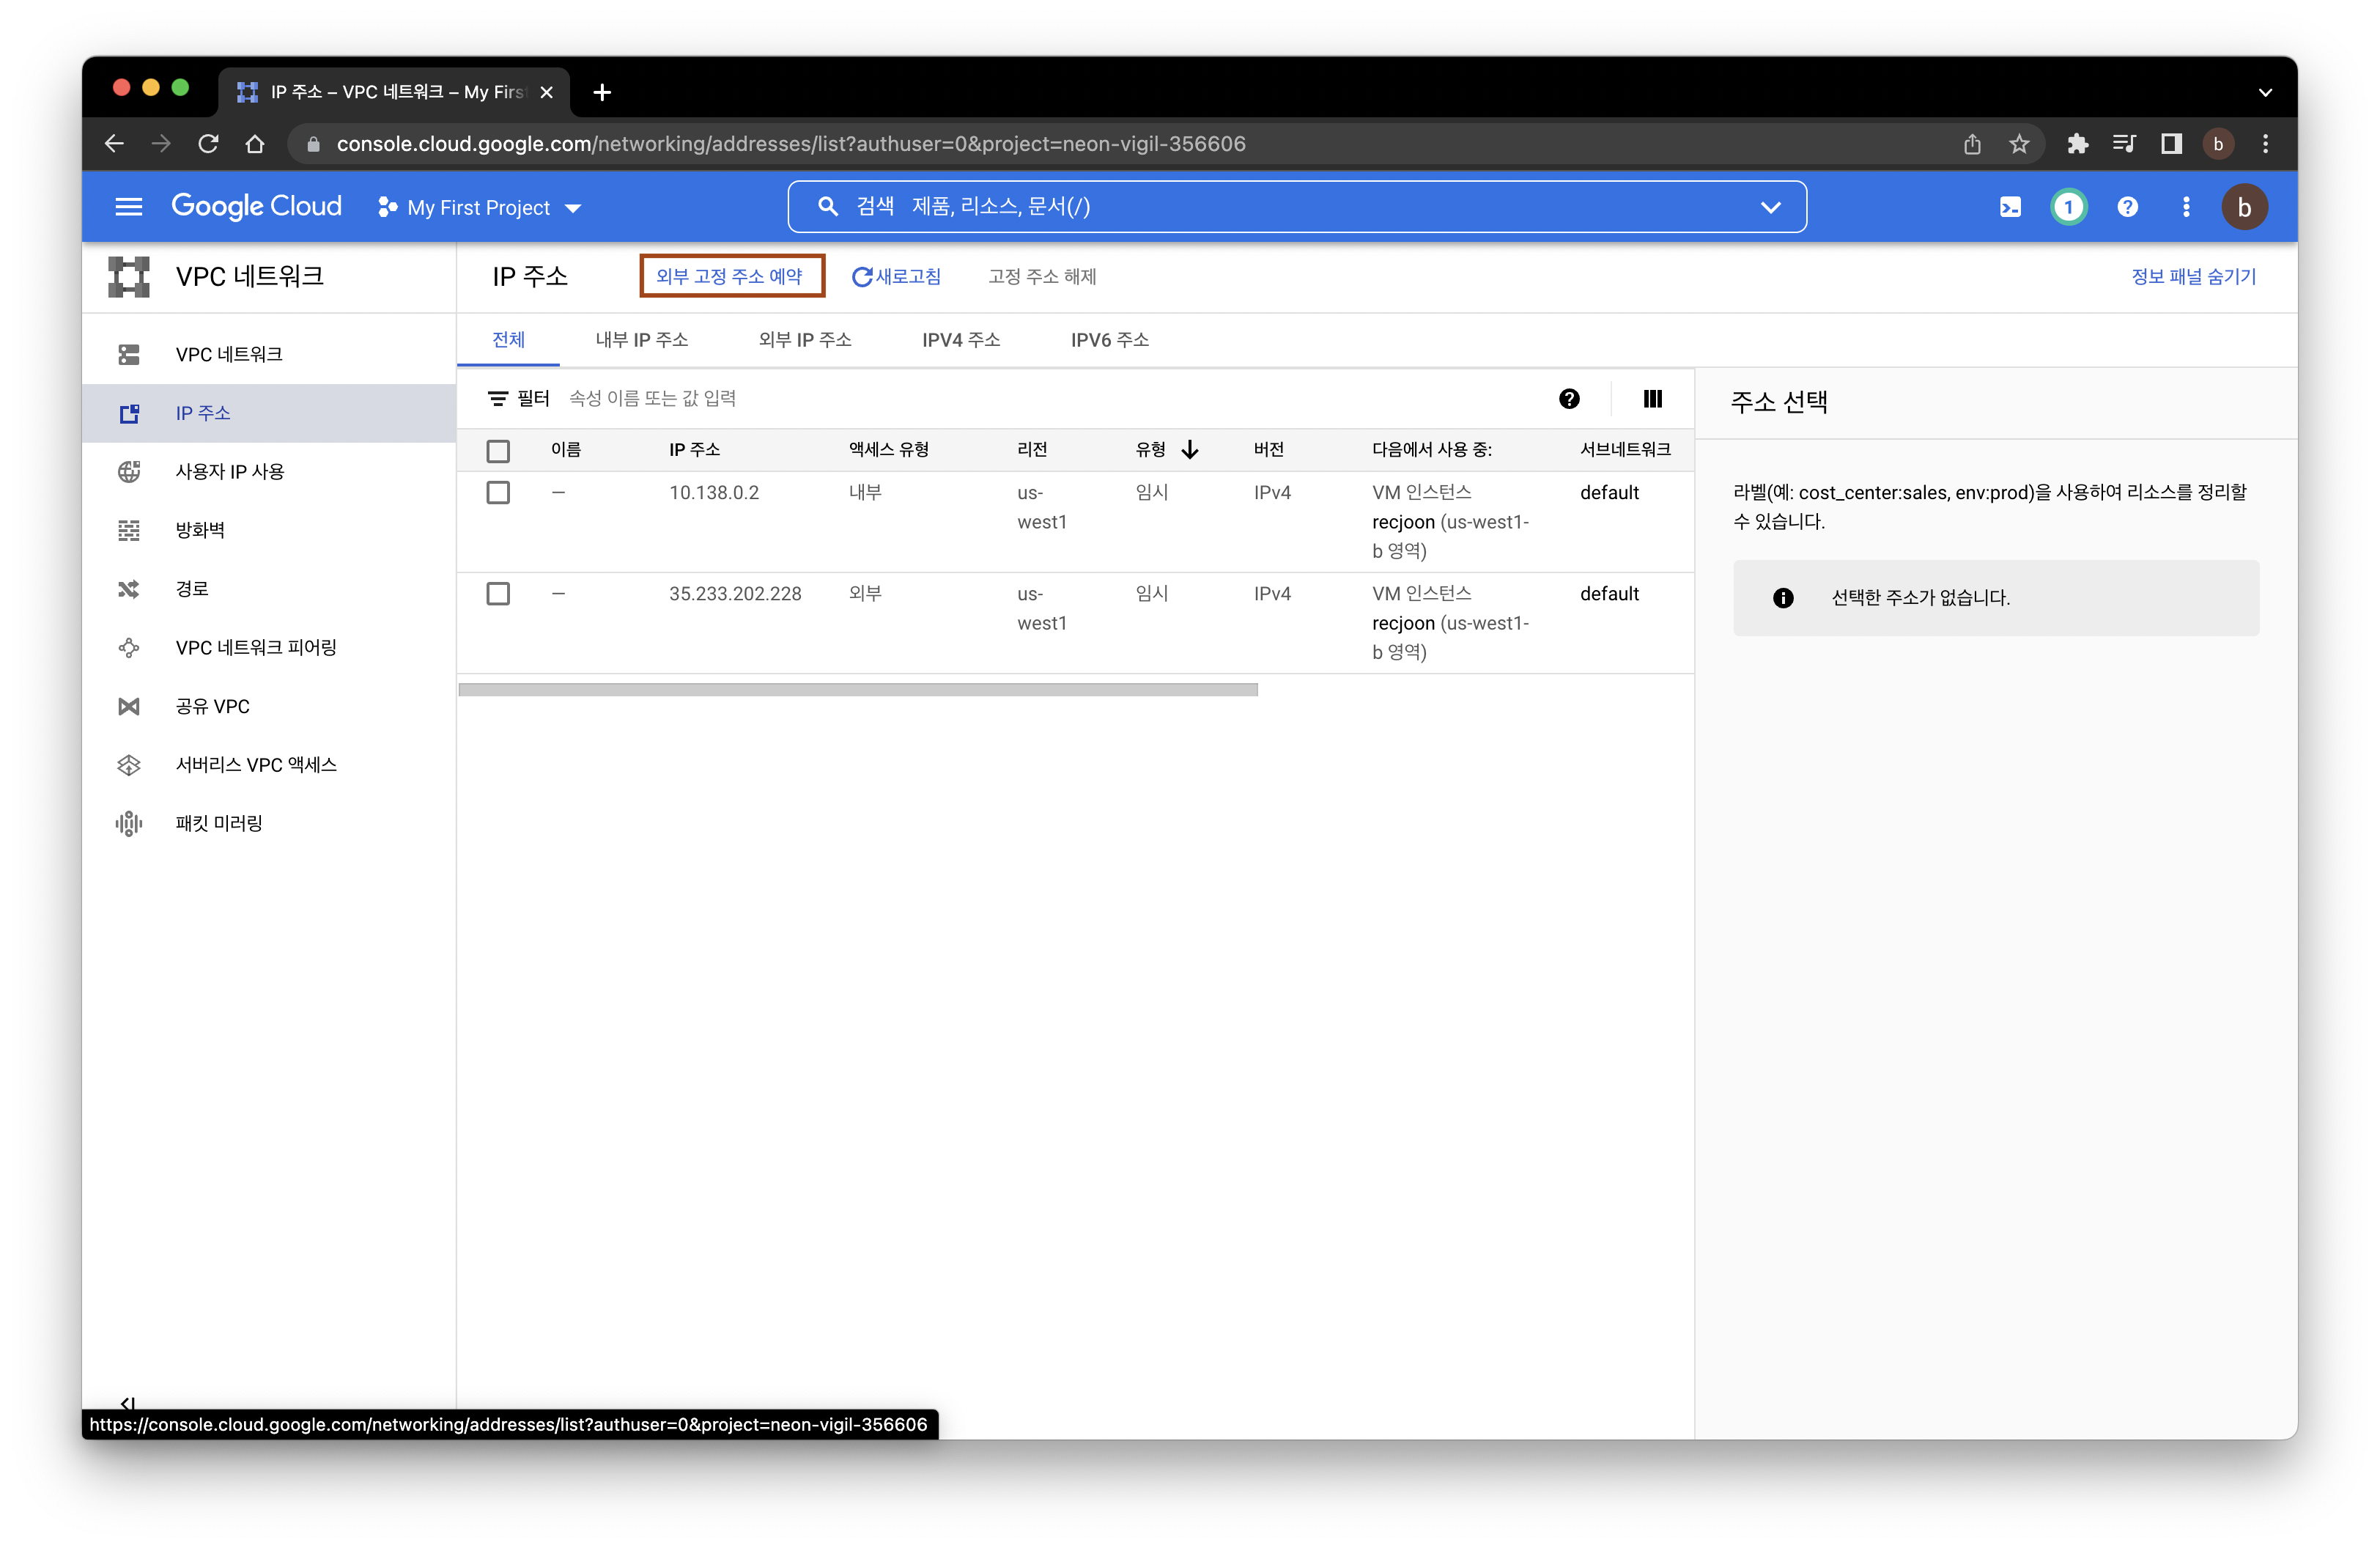 IP 주소 – VPC 네트워크 – My Firs
console.cloud.google.com/networking/addresses/list?authuser=0&project=neon-vigil-356606
b
Google Cloud
My First Project
검색 제품, 리소스, 문서(/)
1
b
VPC 네트워크
IP 주소
외부 고정 주소 예약
새로고침
고정 주소 해제
정보 패널 숨기기
VPC 네트워크
IP 주소
사용자 IP 사용
방화벽
경로
VPC 네트워크 피어링
공유 VPC
서버리스 VPC 액세스
패킷 미러링
전체 내부 IP 주소 외부 IP 주소 IPV4 주소 IPV6 주소
필터 속성 이름 또는 값 입력
이름 IP 주소 액세스 유형 리전 유형 버전 다음에서 사용 중: 서브네트워크
— 10.138.0.2 내부 us- 임시 IPv4 VM 인스턴스 default
west1 recjoon (us-west1-
b 영역)
— 35.233.202.228 외부 us- 임시 IPv4 VM 인스턴스 default
west1 recjoon (us-west1-
b 영역)
주소 선택
라벨(예: cost_center:sales, env:prod)을 사용하여 리소스를 정리할
수 있습니다.
선택한 주소가 없습니다.
https://console.cloud.google.com/networking/addresses/list?authuser=0&project=neon-vigil-356606